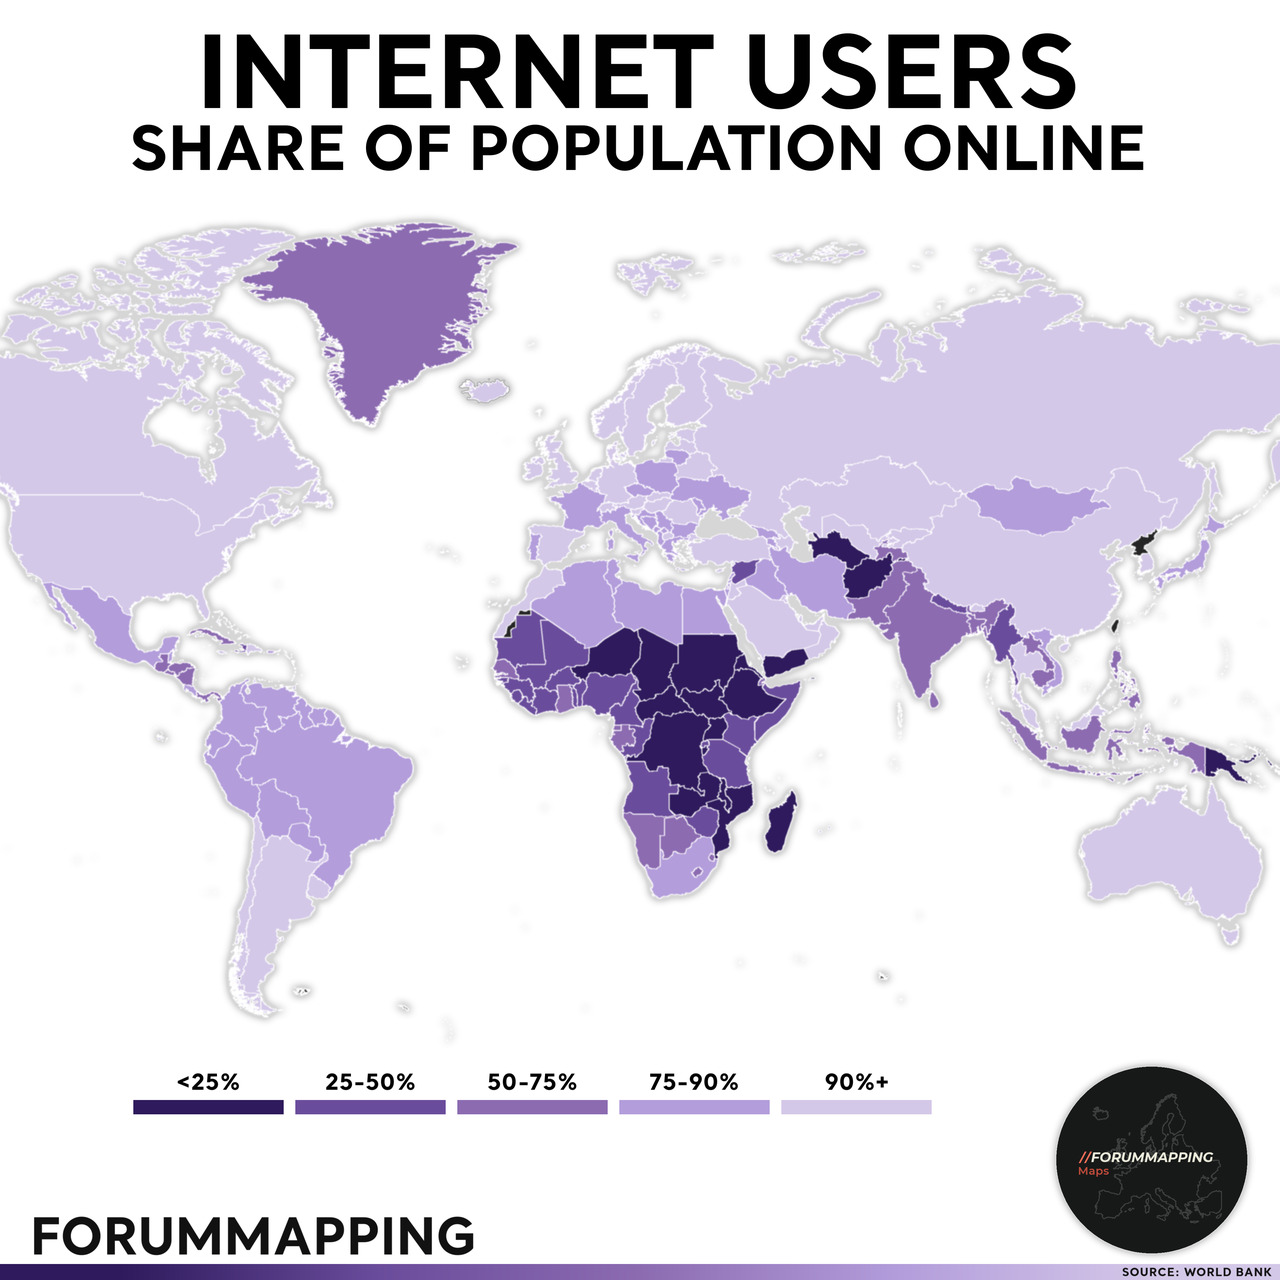 INTERNET USERS
SHARE OF POPULATION ONLINE
<25% 25-50% 50-75% 75-90% 90%+
//FORUMMAPPING
Maps
FORUMMAPPING
SOURCE: WORLD BANK